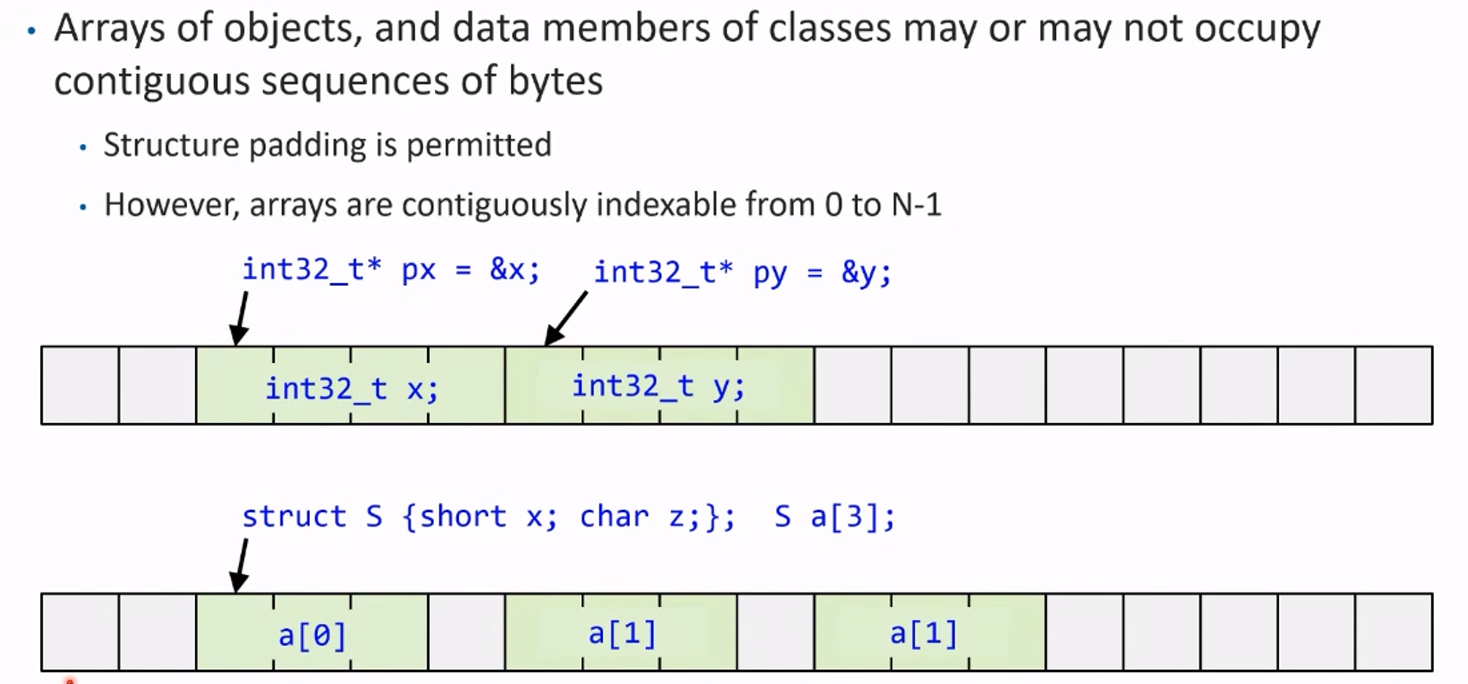 Arrays of objects, and data members of classes may or may not occupy
contiguous sequences of bytes
Structure padding is permitted
However, arrays are contiguously indexable from 0 to N-1
int32_t* px = &x; int32_t* py = &y;
int32_t x; int32_t y;
struct S {short x; char z;}; S a[3];
a[0] a[1] a[1]